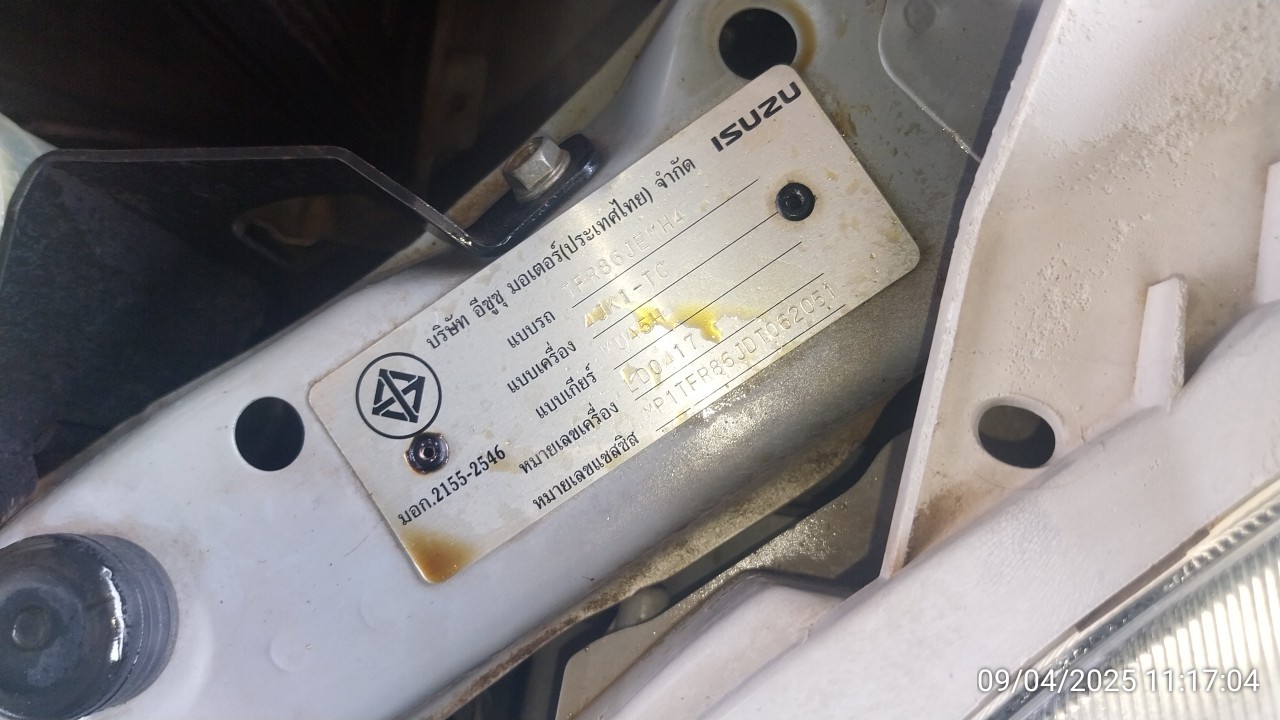 ISUZU
บริษัท อีซูซุ มอเตอร์(ประเทศไทย) จำกัด
แบบรถ
แบบเครื่อง 4JK1-TC
แบบเกียร์
หมายเลขเครื่อง
หมายเลขแชสซีส MP1TFR86JDT062051
มอก.2155-2546
09/04/2025 11:17:04